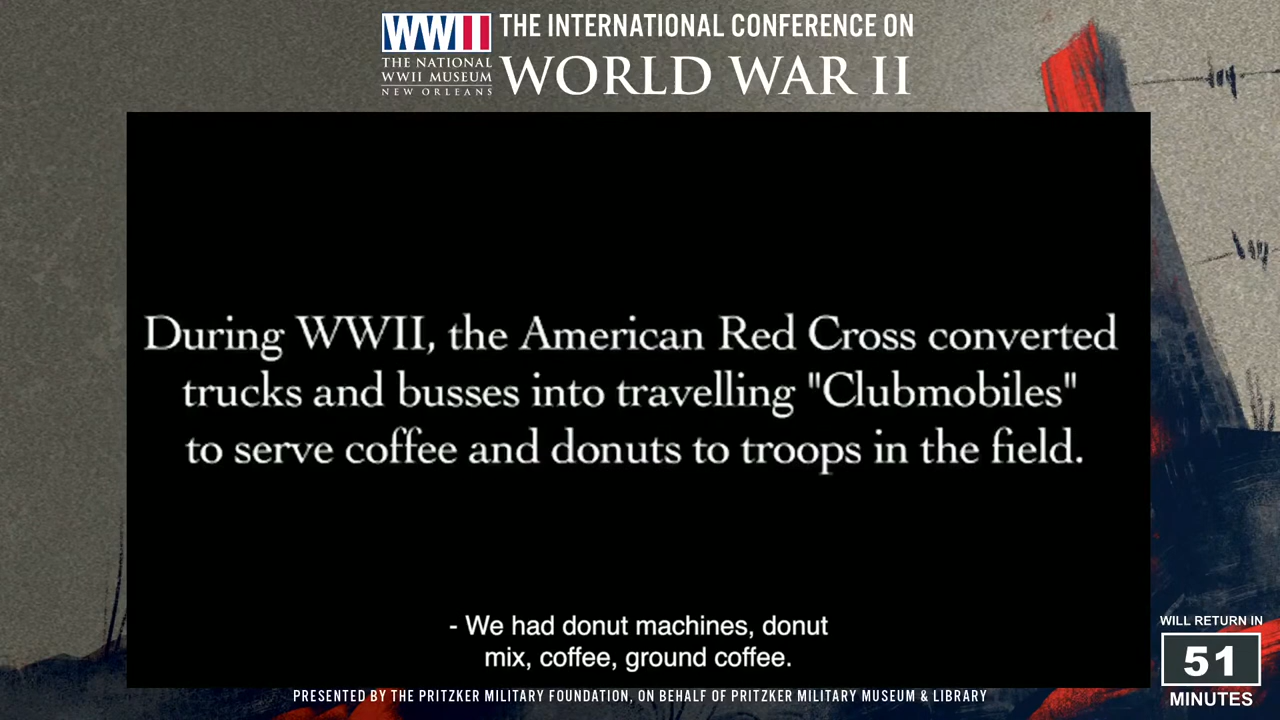 WWII
THE NATIONAL
WWII MUSEUM
NEW ORLEANS
THE INTERNATIONAL CONFERENCE ON
WORLD WAR II
During WWII, the American Red Cross converted
trucks and busses into travelling "Clubmobiles"
to serve coffee and donuts to troops in the field.
- We had donut machines, donut
mix, coffee, ground coffee.
WILL RETURN IN
51
MINUTES
PRESENTED BY THE PRITZKER MILITARY FOUNDATION, ON BEHALF OF PRITZKER MILITARY MUSEUM & LIBRARY